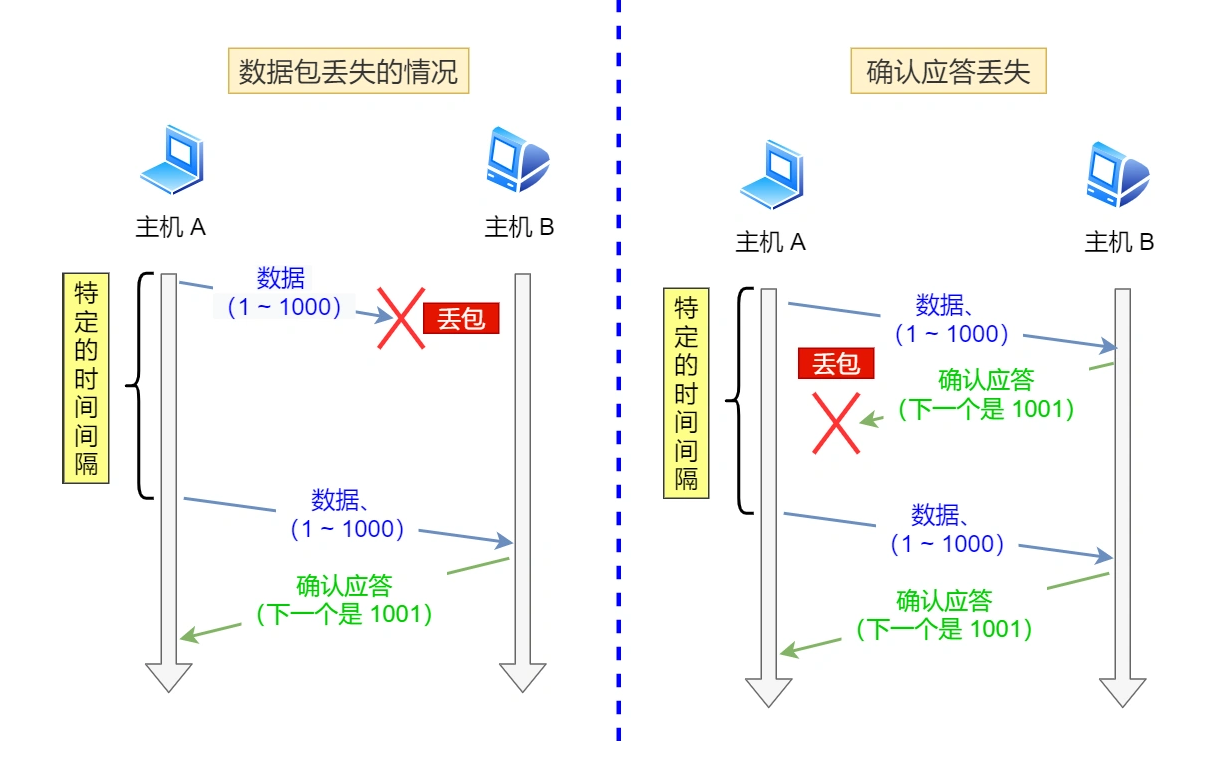 数据包丢失的情况
主机 A
主机 B
特定的时间间隔
数据
（1 ~ 1000）
丢包
数据、
（1 ~ 1000）
确认应答
（下一个是 1001）
确认应答丢失
主机 A
主机 B
特定的时间间隔
数据、
（1 ~ 1000）
丢包
确认应答
（下一个是 1001）
数据、
（1 ~ 1000）
确认应答
（下一个是 1001）